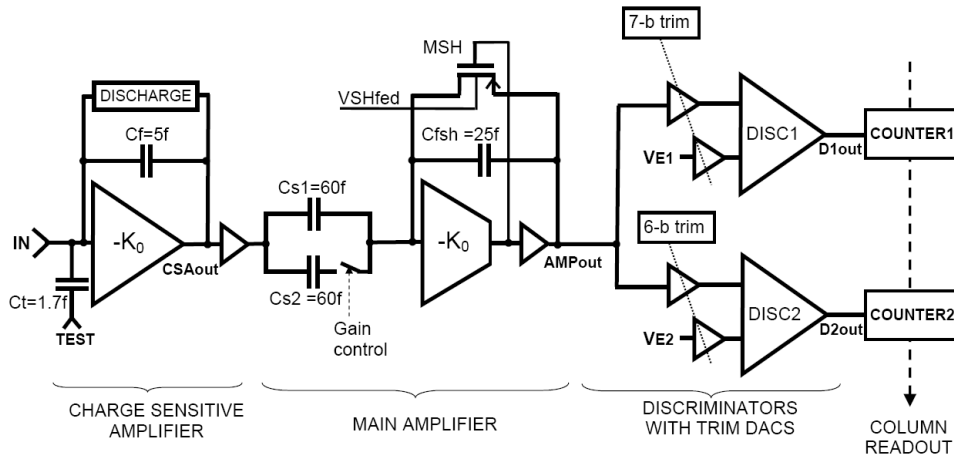 7-b trim
MSH
DISCHARGE
VSHfed
Cf=5f
Cfsh =25f
DISC1
COUNTER1
VE1
D1out
Cs1=60f
IN
-K0
-K0
6-b trim
CSAout
AMPout
Ct=1.7f
Cs2 =60f
DISC2
COUNTER2
TEST
VE2
D2out
Gain
control
CHARGE SENSITIVE
AMPLIFIER
MAIN AMPLIFIER
DISCRIMINATORS
WITH TRIM DACS
COLUMN
READOUT